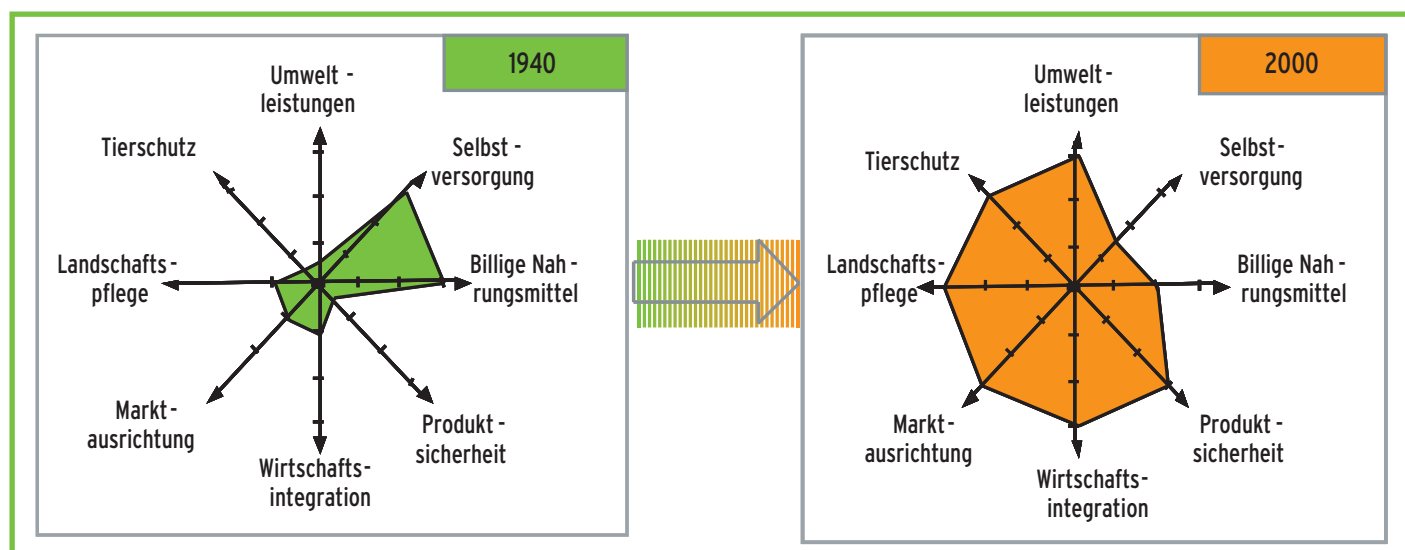 1940
Umwelt -
leistungen
Tierschutz
Selbst -
versorgung
Landschafts -
pflege
Billige Nah -
rungsmittel
Markt -
ausrichtung
Produkt -
sicherheit
Wirtschafts -
integration
2000
Umwelt -
leistungen
Tierschutz
Selbst -
versorgung
Landschafts -
pflege
Billige Nah -
rungsmittel
Markt -
ausrichtung
Produkt -
sicherheit
Wirtschafts -
integration